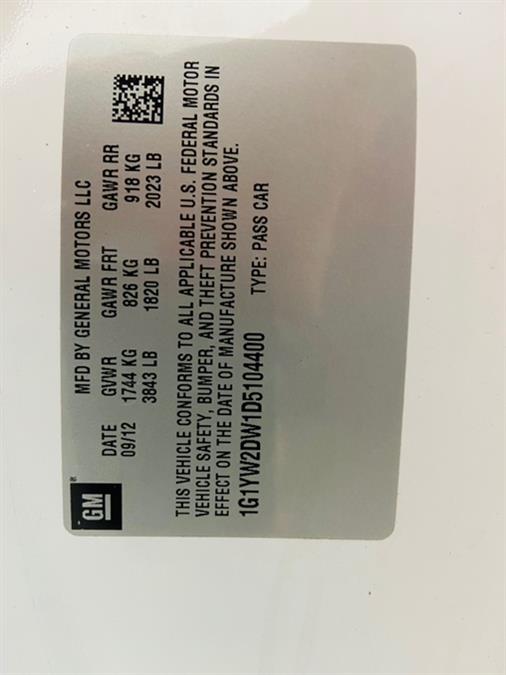 GM
MFD BY GENERAL MOTORS LLC
DATE GVWR GAWR FRT GAWR RR
09/12 1744 KG 826 KG 918 KG
3843 LB 1820 LB 2023 LB
THIS VEHICLE CONFORMS TO ALL APPLICABLE U.S. FEDERAL MOTOR
VEHICLE SAFETY, BUMPER, AND THEFT PREVENTION STANDARDS IN
EFFECT ON THE DATE OF MANUFACTURE SHOWN ABOVE.
1G1YW2DW1D5104400 TYPE: PASS CAR